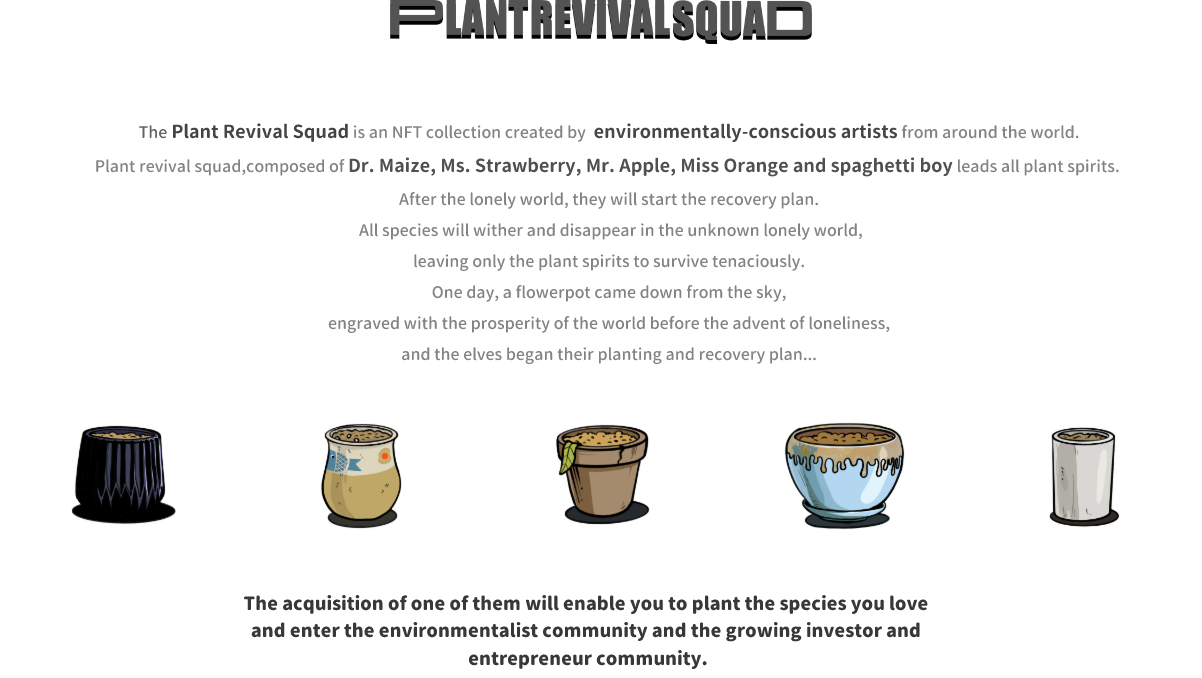 PLANTREVIVALSQUAD
The Plant Revival Squad is an NFT collection created by environmentally-conscious artists from around the world.
Plant revival squad,composed of Dr. Maize, Ms. Strawberry, Mr. Apple, Miss Orange and spaghetti boy leads all plant spirits.
After the lonely world, they will start the recovery plan.
All species will wither and disappear in the unknown lonely world,
leaving only the plant spirits to survive tenaciously.
One day, a flowerpot came down from the sky,
engraved with the prosperity of the world before the advent of loneliness,
and the elves began their planting and recovery plan...
The acquisition of one of them will enable you to plant the species you love
and enter the environmentalist community and the growing investor and
entrepreneur community.